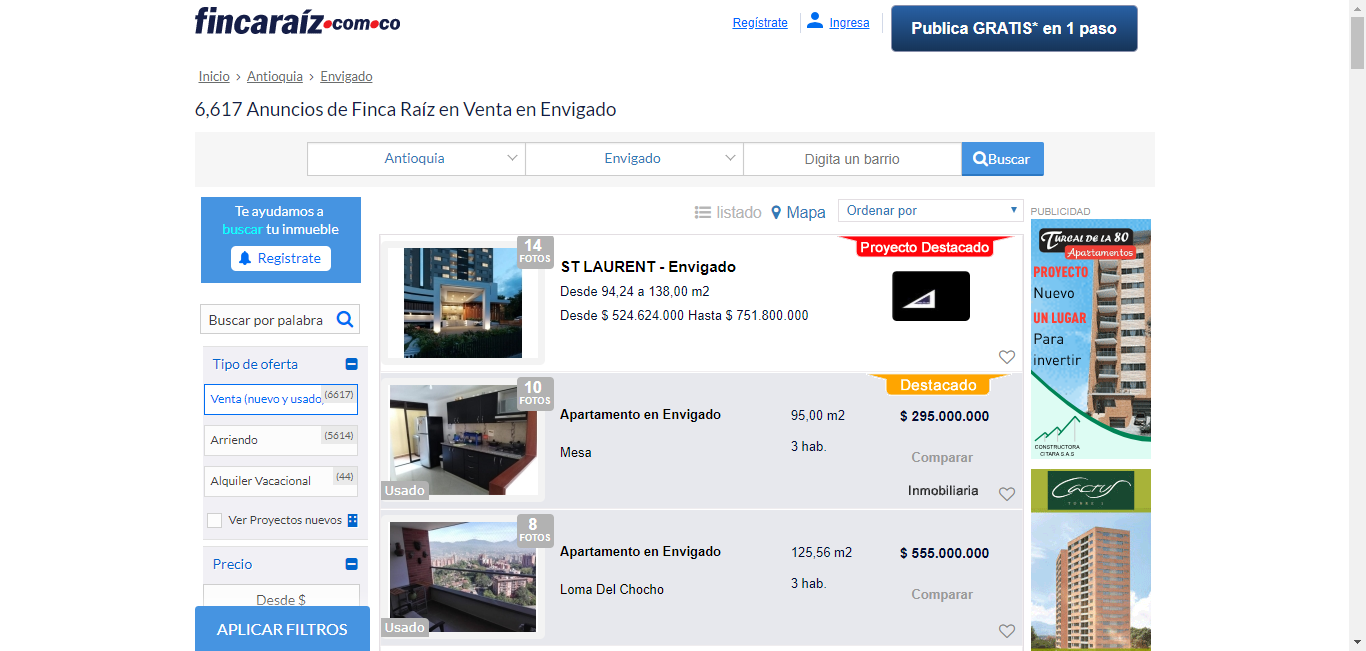 fincaraíz.com.co
Regístrate
Ingresa
Publica GRATIS* en 1 paso
Inicio › Antioquia › Envigado
6,617 Anuncios de Finca Raíz en Venta en Envigado
Antioquia
Envigado
Digita un barrio
Buscar
Te ayudamos a
buscar tu inmueble
Registrate
Buscar por palabra
Tipo de oferta
Venta (nuevo y usado)
(6617)
Arriendo
(5614)
Alquiler Vacacional
(44)
Ver Proyectos nuevos
Precio
Desde $
APLICAR FILTROS
listado
Mapa
Ordenar por
14
FOTOS
ST LAURENT - Envigado
Desde 94,24 a 138,00 m2
Desde $ 524.624.000 Hasta $ 751.800.000
Proyecto Destacado
10
FOTOS
Usado
Apartamento en Envigado
Mesa
95,00 m2
3 hab.
Destacado
$ 295.000.000
Comparar
Inmobiliaria
8
FOTOS
Usado
Apartamento en Envigado
Loma Del Chocho
125,56 m2
3 hab.
$ 555.000.000
Comparar
PUBLICIDAD
TURCAL DE LA 80
Apartamentos
PROYECTO
Nuevo
UN LUGAR
Para
invertir
CONSTRUCTORA
CITARA S.A.S
Cactus